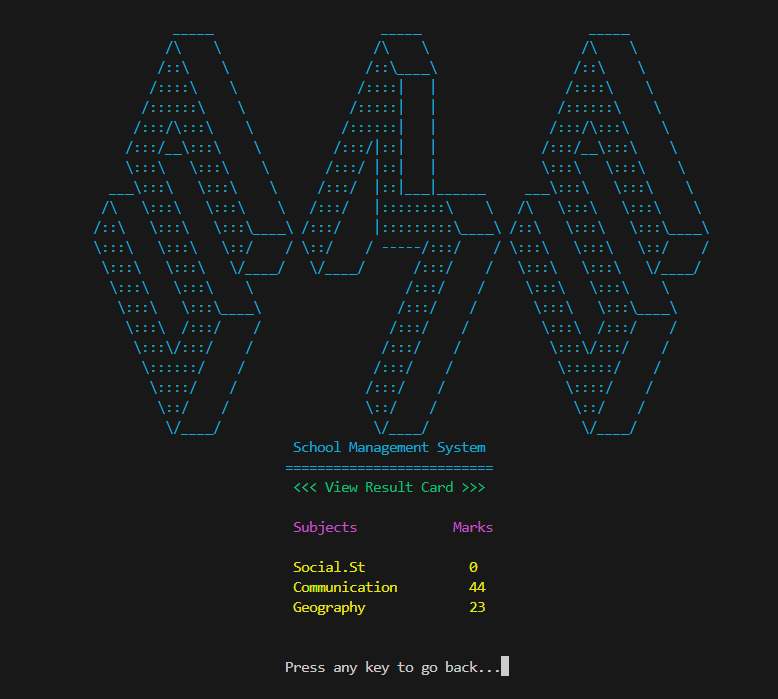 School Management System
==========================
<<< View Result Card >>>
Subjects Marks
Social.St 0
Communication 44
Geography 23
Press any key to go back...